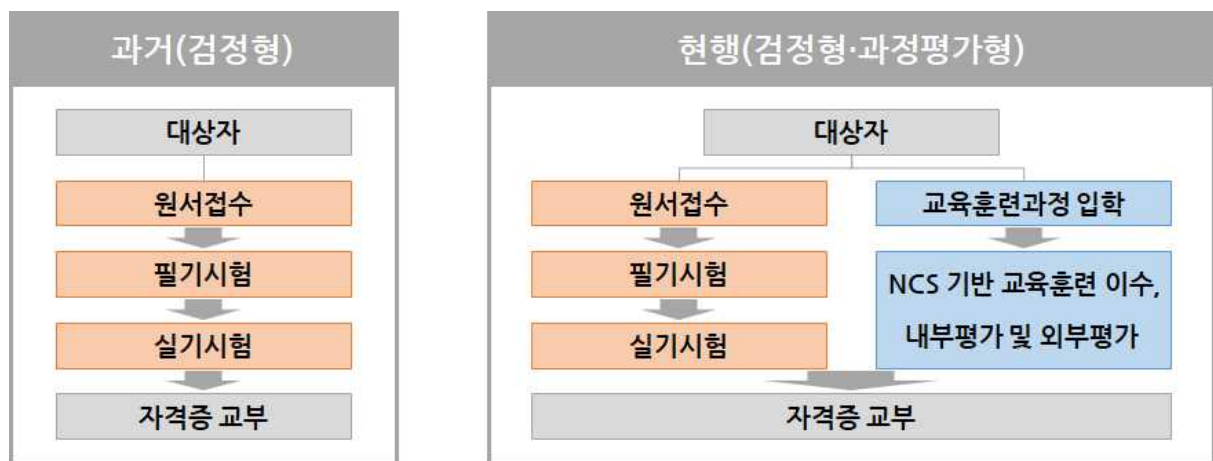 과거(검정형)
대상자
원서접수
필기시험
실기시험
자격증 교부
현행(검정형·과정평가형)
대상자
원서접수
필기시험
실기시험
교육훈련과정 입학
NCS 기반 교육훈련 이수,
내부평가 및 외부평가
자격증 교부